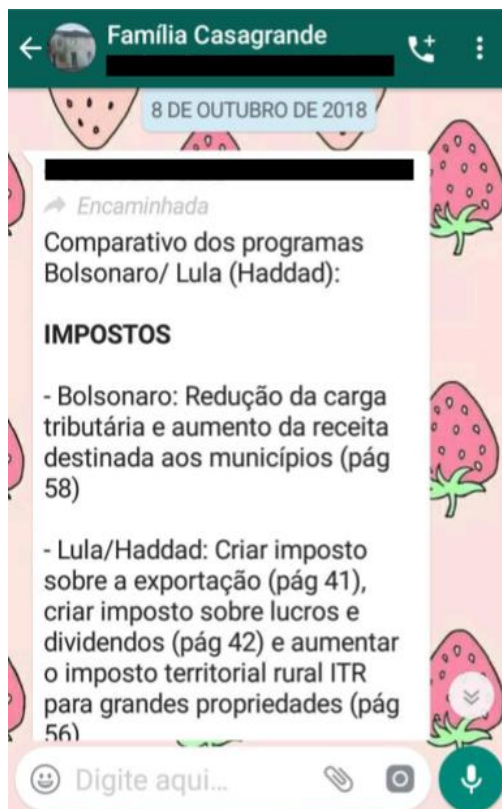 Família Casagrande
8 DE OUTUBRO DE 2018
Encaminhada
Comparativo dos programas
Bolsonaro/ Lula (Haddad):
IMPOSTOS
- Bolsonaro: Redução da carga
tributária e aumento da receita
destinada aos municípios (pág
58)
- Lula/Haddad: Criar imposto
sobre a exportação (pág 41),
criar imposto sobre lucros e
dividendos (pág 42) e aumentar
o imposto territorial rural ITR
para grandes propriedades (pág
56)
Digite aqui...